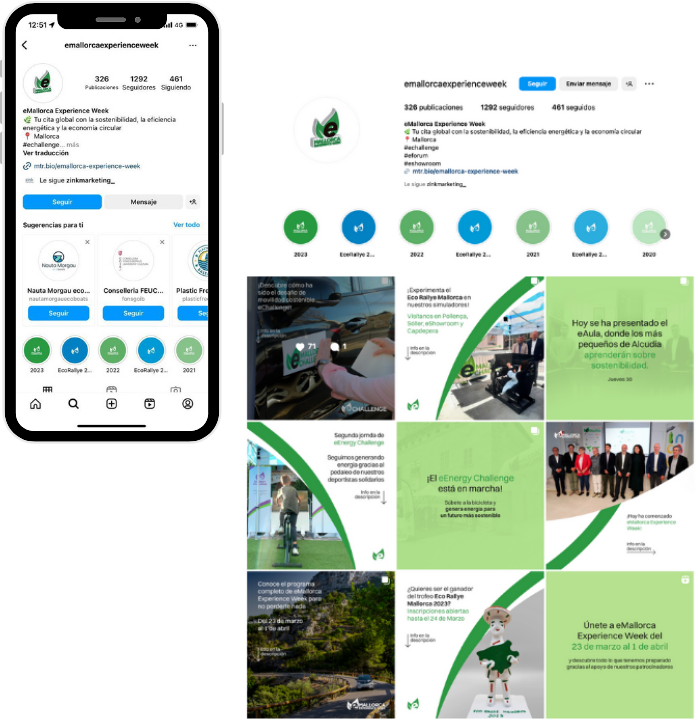 12:51
4G
emallorcaexperienceweek
326
1292
461
Publicaciones
Seguidores
Siguiendo
eMallorca Experience Week
Tu cita global con la sostenibilidad, la eficiencia
energética y la economía circular
Mallorca
#echallenge... más
Ver traducción
mtr.bio/emallorca-experience-week
Le sigue zinkmarketing_
Seguir
Mensaje
Sugerencias para ti
Ver todo
Nauta Morgau
Nauta Morgau eco...
nautamorgauecoboats
Seguir
Conselleria FEUC...
Seguir
Plastic Fre
plasticfre
Se
2023
EcoRallye 2...
2022
EcoRallye 2...
2021
emallorcaexperienceweek
Seguir
Enviar mensaje
326 publicaciones
1292 seguidores
461 seguidos
eMallorca Experience Week
Tu cita global con la sostenibilidad, la eficiencia energética y la economía circular
Mallorca
#echallenge
#eforum
#eshowroom
mtr.bio/emallorca-experience-week
Le sigue zinkmarketing_
2023
EcoRallye 2...
2022
EcoRallye 2...
2021
EcoRallye 2...
2020
¡Descubre cómo ha
sido el desafío de
movilidad sostenible
eChallenge!
info en la
descripción
71
1
CHALLENGE
¡Experimenta el
Eco Rallye Mallorca en
nuestros simuladores!
Visítanos en Pollença,
Sóller, eShowroom y
Capdepera
info en la
descripción
Hoy se ha presentado el
eAula, donde los más
pequeños de Alcudia
aprenderán sobre
sostenibilidad.
Segunda jornda de
eEnergy Challenge
Seguimos generando
energía gracias al
pedaleo de nuestros
deportistas solidarios
info en la
descripción
¡El eEnergy Challenge
está en marcha!
Súbete a la bicicleta y
genera energía para
un futuro más sostenible
¡Hoy ha comenzado
eMallorca Experience
Week!
info en la
descripción
Conoce el programa
completo de eMallorca
Experience Week para
no perderte nada
Del 23 de marzo
al 1 de abril
info en la
descripción
MALLORCA
¿Quieres ser el ganador
del trofeo Eco Rallye
Mallorca 2023?
Inscripciones abiertas
hasta el 24 de Marzo
info en la
descripción
Únete a eMallorca
Experience Week del
23 de marzo al 1 de abril
y descubre todo lo que tenemos preparado
gracias al apoyo de nuestros patrocinadores